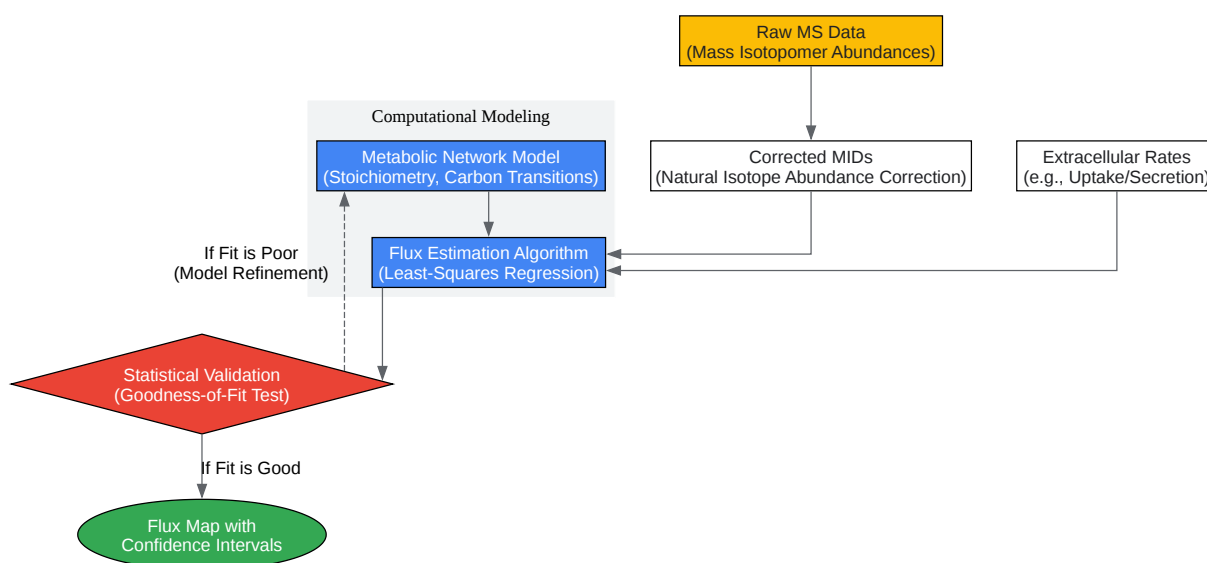 Raw MS Data
(Mass Isotopomer Abundances)
Computational Modeling
Metabolic Network Model
(Stoichiometry, Carbon Transitions)
Corrected MIDs
(Natural Isotope Abundance Correction)
Extracellular Rates
(e.g., Uptake/Secretion)
If Fit is Poor
(Model Refinement)
Flux Estimation Algorithm
(Least-Squares Regression)
Statistical Validation
(Goodness-of-Fit Test)
If Fit is Good
Flux Map with
Confidence Intervals